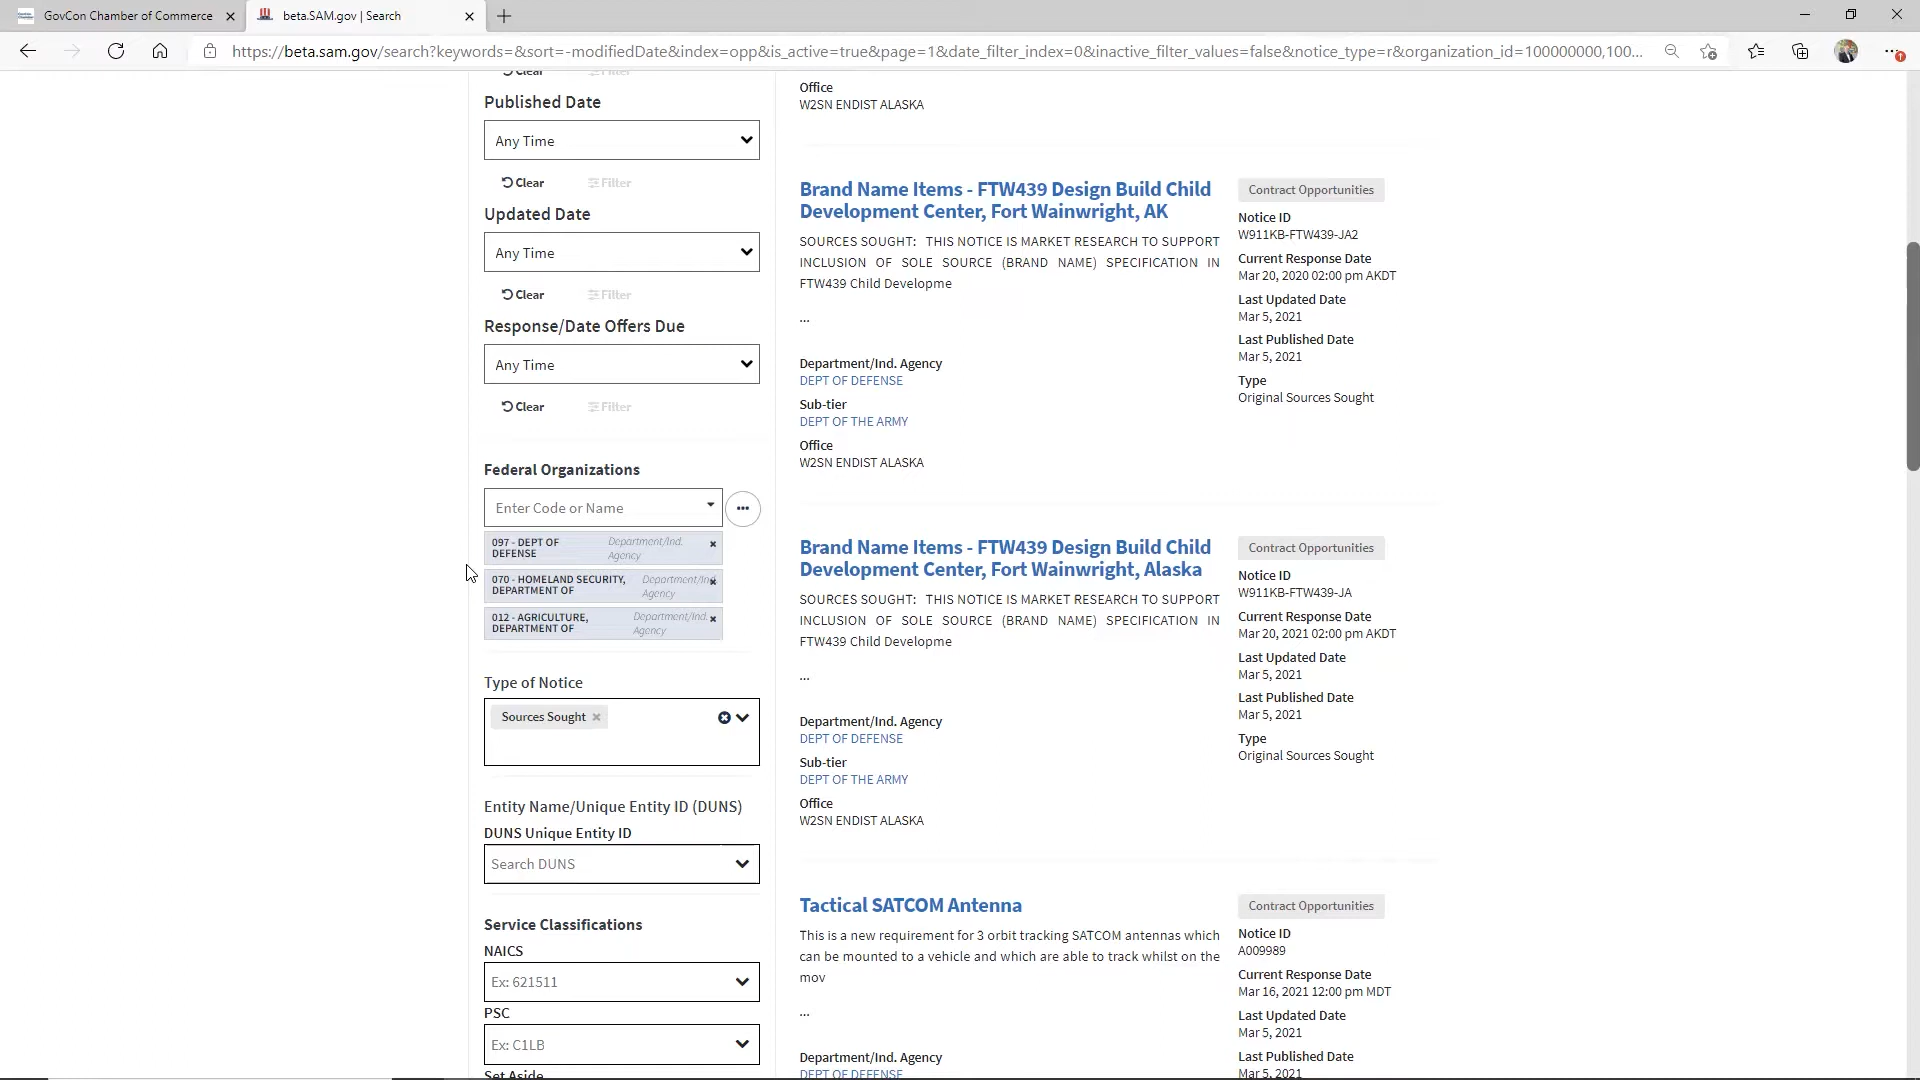 GovCon Chamber of Commerce
beta.SAM.gov | Search
https://beta.sam.gov/search?keywords=&sort=-modifiedDate&index=opp&is_active=true&page=1&date_filter_index=0&inactive_filter_values=false&notice_type=r&organization_id=100000000,100...
Clear
Filter
Published Date
Any Time
Clear
Filter
Updated Date
Any Time
Clear
Filter
Response/Date Offers Due
Any Time
Clear
Filter
Federal Organizations
Enter Code or Name
097 - DEPT OF
DEFENSE
Department/Ind.
Agency
070 - HOMELAND SECURITY,
DEPARTMENT OF
Department/Ind.
Agency
012 - AGRICULTURE,
DEPARTMENT OF
Department/Ind.
Agency
Type of Notice
Sources Sought
Entity Name/Unique Entity ID (DUNS)
DUNS Unique Entity ID
Search DUNS
Service Classifications
NAICS
Ex: 621511
PSC
Ex: C1LB
Set Aside
Office
W2SN ENDIST ALASKA
Brand Name Items - FTW439 Design Build Child
Development Center, Fort Wainwright, AK
SOURCES SOUGHT: THIS NOTICE IS MARKET RESEARCH TO SUPPORT
INCLUSION OF SOLE SOURCE (BRAND NAME) SPECIFICATION IN
FTW439 Child Developme
...
Department/Ind. Agency
DEPT OF DEFENSE
Sub-tier
DEPT OF THE ARMY
Office
W2SN ENDIST ALASKA
Contract Opportunities
Notice ID
W911KB-FTW439-JA2
Current Response Date
Mar 20, 2020 02:00 pm AKDT
Last Updated Date
Mar 5, 2021
Last Published Date
Mar 5, 2021
Type
Original Sources Sought
Brand Name Items - FTW439 Design Build Child
Development Center, Fort Wainwright, Alaska
SOURCES SOUGHT: THIS NOTICE IS MARKET RESEARCH TO SUPPORT
INCLUSION OF SOLE SOURCE (BRAND NAME) SPECIFICATION IN
FTW439 Child Developme
...
Department/Ind. Agency
DEPT OF DEFENSE
Sub-tier
DEPT OF THE ARMY
Office
W2SN ENDIST ALASKA
Contract Opportunities
Notice ID
W911KB-FTW439-JA
Current Response Date
Mar 20, 2021 02:00 pm AKDT
Last Updated Date
Mar 5, 2021
Last Published Date
Mar 5, 2021
Type
Original Sources Sought
Tactical SATCOM Antenna
This is a new requirement for 3 orbit tracking SATCOM antennas which
can be mounted to a vehicle and which are able to track whilst on the
mov
...
Department/Ind. Agency
DEPT OF DEFENSE
Contract Opportunities
Notice ID
A009989
Current Response Date
Mar 16, 2021 12:00 pm MDT
Last Updated Date
Mar 5, 2021
Last Published Date
Mar 5, 2021